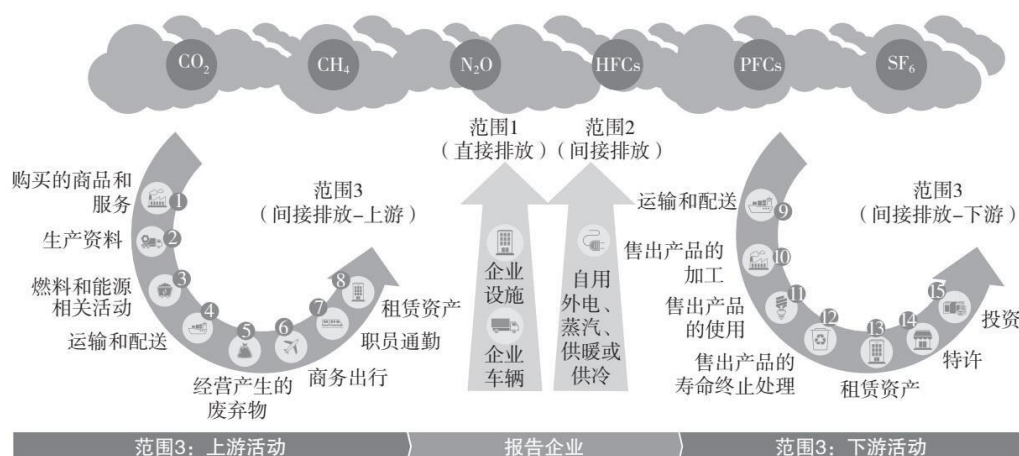 CO₂
CH₄
N₂O
HFCs
PFCs
SF₆
范围1
（直接排放）
范围2
（间接排放）
范围3
（间接排放-上游）
购买的商品和
服务
1
生产资料
2
燃料和能源
相关活动
3
运输和配送
4
经营产生的
废弃物
5
商务出行
6
职员通勤
7
租赁资产
8
企业
设施
企业
车辆
自用
外电、
蒸汽、
供暖或
供冷
范围3
（间接排放-下游）
运输和配送
9
售出产品的
加工
10
售出产品
的使用
11
售出产品的
寿命终止处理
12
租赁资产
13
特许
14
投资
15
范围3：上游活动
报告企业
范围3：下游活动